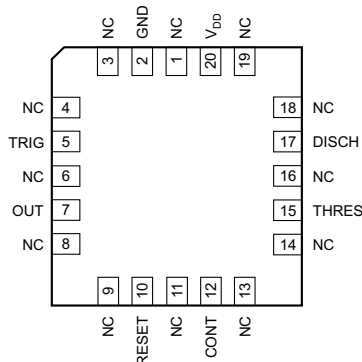 NC GND NC VDD NC
3 2 1 20 19
NC 4 18 NC
TRIG 5 17 DISCH
NC 6 16 NC
OUT 7 15 THRES
NC 8 14 NC
9 10 11 12 13
NC RESET NC CONT NC